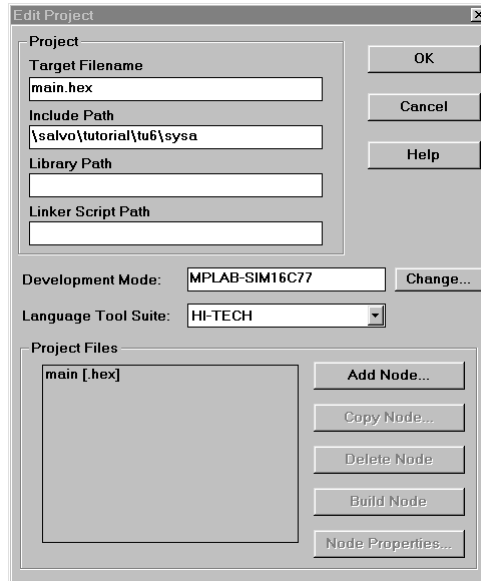 Edit Project
Project
Target Filename
main.hex
Include Path
\salvo\tutorial\tu6\sysa
Library Path
Linker Script Path
OK
Cancel
Help
Development Mode: MPLAB-SIM16C77 Change...
Language Tool Suite: HI-TECH
Project Files
main [.hex]
Add Node...
Copy Node...
Delete Node
Build Node
Node Properties...